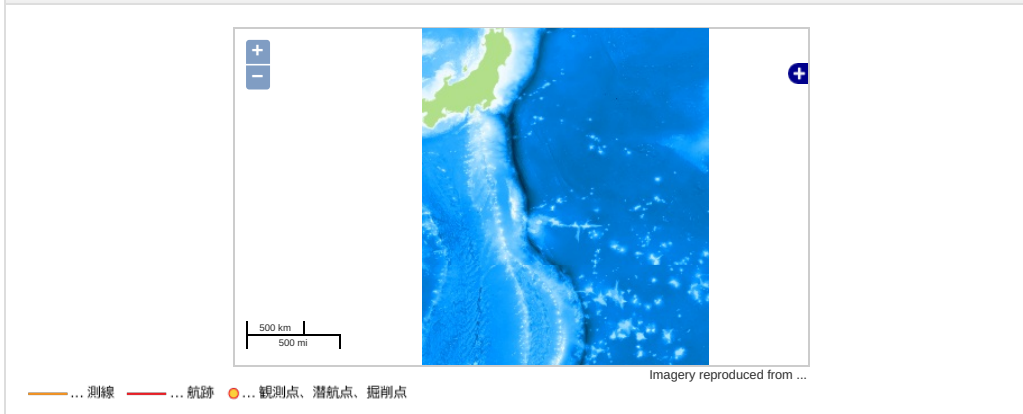 +
−
+
500 km
500 mi
Imagery reproduced from ...
... 測線 ... 航跡 ... 観測点、潜航点、掘削点